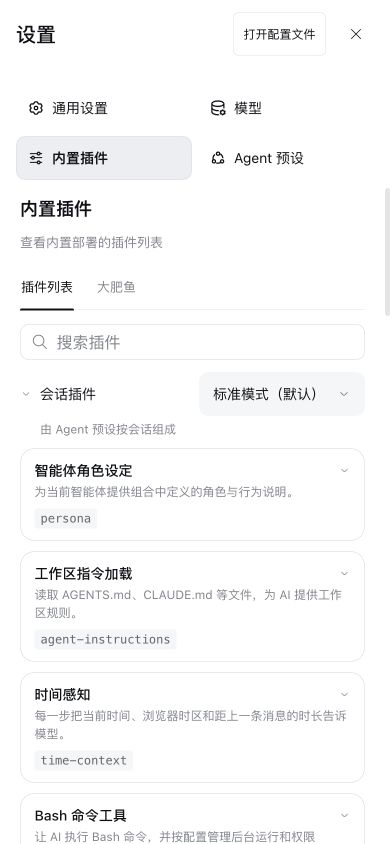 设置
打开配置文件
通用设置
模型
内置插件
Agent 预设
内置插件
查看内置部署的插件列表
插件列表
大肥鱼
搜索插件
会话插件
标准模式（默认）
由 Agent 预设按会话组成
智能体角色设定
为当前智能体提供组合中定义的角色与行为说明。
persona
工作区指令加载
读取 AGENTS.md、CLAUDE.md 等文件，为 AI 提供工作
区规则。
agent-instructions
时间感知
每一步把当前时间、浏览器时区和距上一条消息的时长告诉
模型。
time-context
Bash 命令工具
让 AI 执行 Bash 命令，并按配置管理后台运行和权限